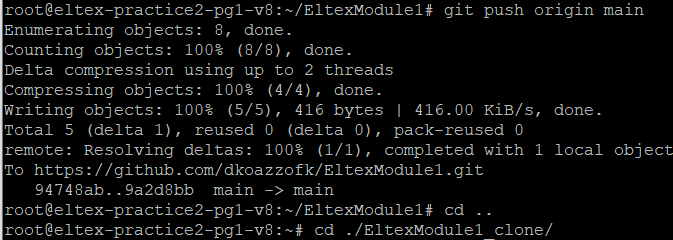 root@eltex-practice2-pg1-v8:~/EltexModule1# git push origin main
Enumerating objects: 8, done.
Counting objects: 100% (8/8), done.
Delta compression using up to 2 threads
Compressing objects: 100% (4/4), done.
Writing objects: 100% (5/5), 416 bytes | 416.00 KiB/s, done.
Total 5 (delta 1), reused 0 (delta 0), pack-reused 0
remote: Resolving deltas: 100% (1/1), completed with 1 local object
To https://github.com/dkoazzofk/EltexModule1.git
   94748ab..9a2d8bb  main -> main
root@eltex-practice2-pg1-v8:~/EltexModule1# cd ..
root@eltex-practice2-pg1-v8:~# cd ./EltexModule1_clone/